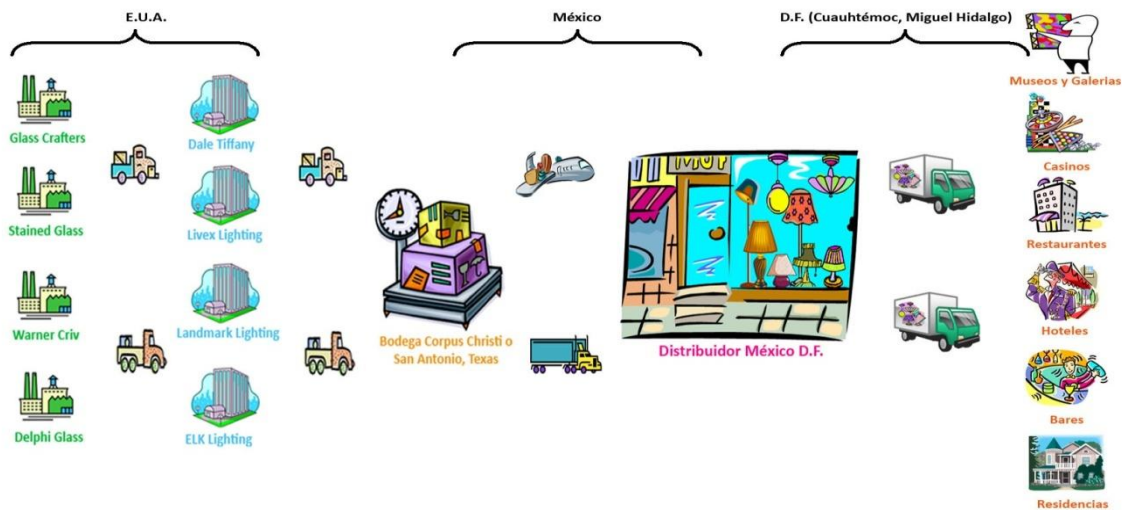 E.U.A.
México
D.F. (Cuauhtémoc, Miguel Hidalgo)
Museos y Galerias
Glass Crafters
Dale Tiffany
Casinos
Stained Glass
Livex Lighting
Restaurantes
Warner Criv
Landmark Lighting
Bodega Corpus Christi o
San Antonio, Texas
Distribuidor México D.F.
Hoteles
Bares
Delphi Glass
ELK Lighting
Residencias